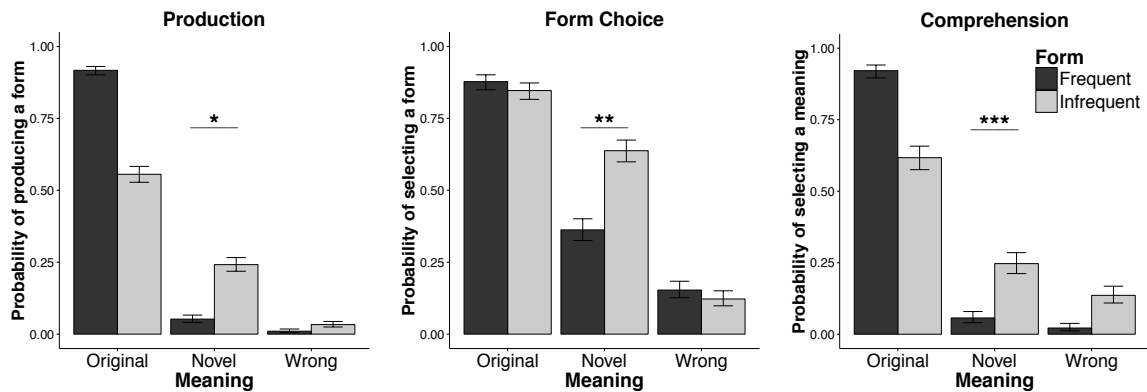 Production
Probability of producing a form
1.00
0.75
0.50
0.25
0.00
*
Original Novel Wrong
Meaning
Form Choice
Probability of selecting a form
1.00
0.75
0.50
0.25
0.00
**
Original Novel Wrong
Meaning
Comprehension
Probability of selecting a meaning
1.00
0.75
0.50
0.25
0.00
***
Form
Frequent
Infrequent
Original Novel Wrong
Meaning